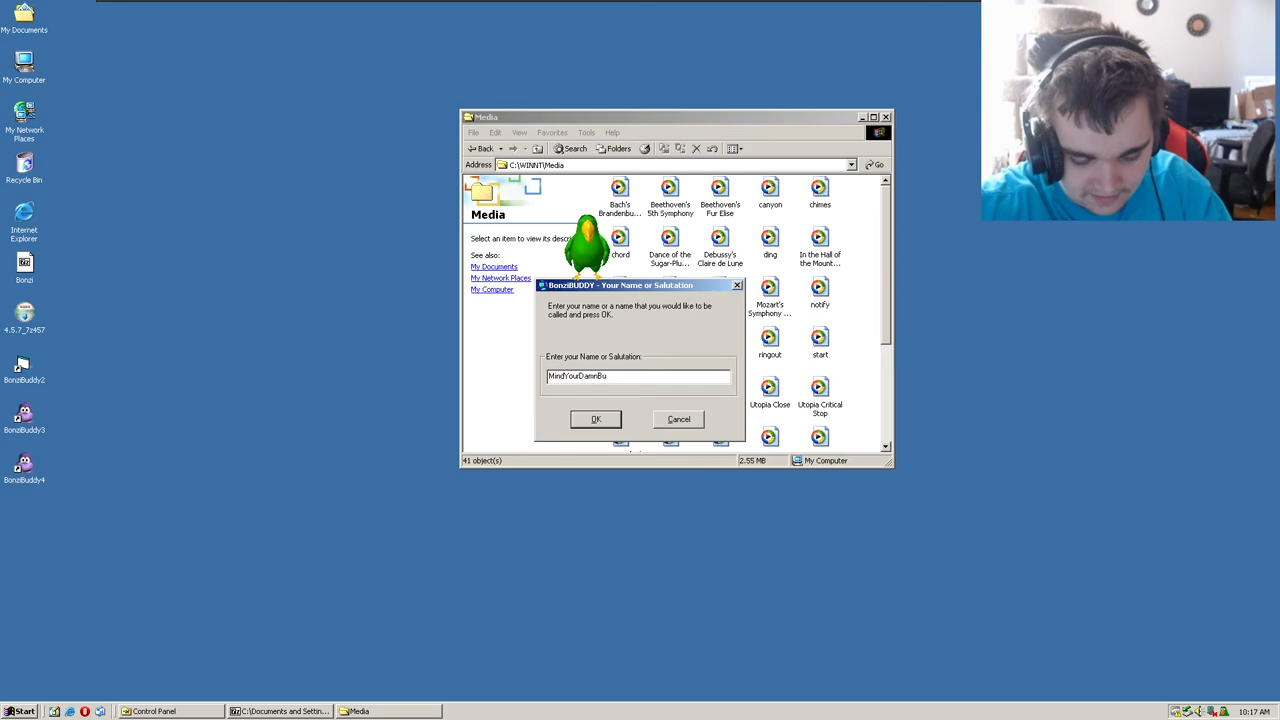 My Documents
My Computer
My Network
Places
Recycle Bin
Internet
Explorer
Bonzi
4.5.7_7z457
BonziBuddy2
BonziBuddy3
BonziBuddy4
Media
File Edit View Favorites Tools Help
Back Search Folders
Address C:\WINNT\Media Go
Media
Select an item to view its descri
See also:
My Documents
My Network Places
My Computer
Bach's
Brandenbu...
Beethoven's
5th Symphony
Beethoven's
Fur Elise
canyon
chimes
chord
Dance of the
Sugar-Plu...
Debussy's
Claire de Lune
ding
In the Hall of
the Mount...
Mozart's
Symphony ...
notify
ringout
start
Utopia Close
Utopia Critical
Stop
BonziBUDDY - Your Name or Salutation
Enter your name or a name that you would like to be
called and press OK.
Enter your Name or Salutation:
MindYourDamnBu
OK Cancel
41 object(s) 2.55 MB My Computer
Start Control Panel C:\Documents and Settin... Media 10:17 AM